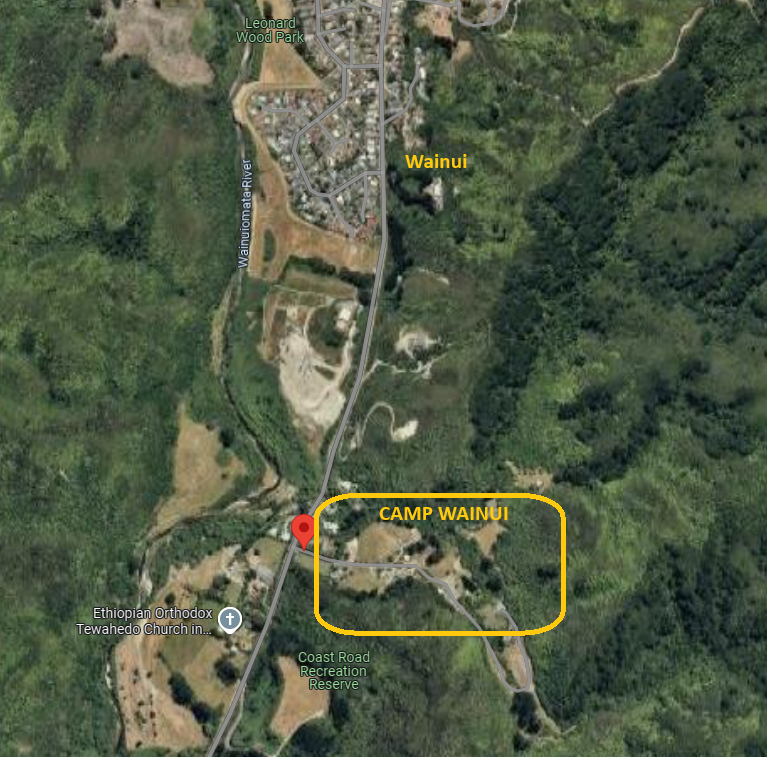 Leonard
Wood Park
Wainui
Wainuiomata River
CAMP WAINUI
Ethiopian Orthodox
Tewahedo Church in...
Coast Road
Recreation
Reserve